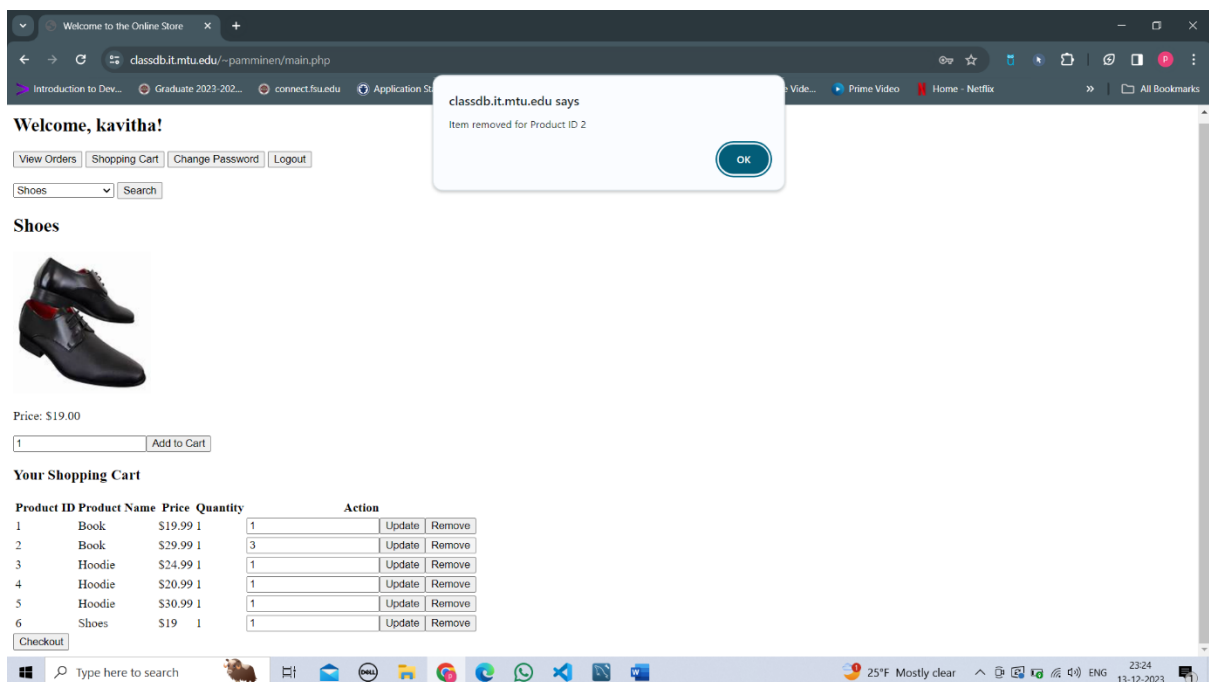 Welcome to the Online Store
classdb.it.mtu.edu/~pamminen/main.php
Introduction to Dev... Graduate 2023-202... connect.fsu.edu Application St Vide... Prime Video Home - Netflix » All Bookmarks
classdb.it.mtu.edu says
Item removed for Product ID 2
OK
Welcome, kavitha!
View Orders Shopping Cart Change Password Logout
Shoes Search
Shoes
Price: $19.00
1 Add to Cart
Your Shopping Cart
Product ID Product Name Price Quantity Action
1 Book $19.99 1 1 Update Remove
2 Book $29.99 1 3 Update Remove
3 Hoodie $24.99 1 1 Update Remove
4 Hoodie $20.99 1 1 Update Remove
5 Hoodie $30.99 1 1 Update Remove
6 Shoes $19 1 1 Update Remove
Checkout
Type here to search DELL W 25°F Mostly clear ENG 23:24
13-12-2023